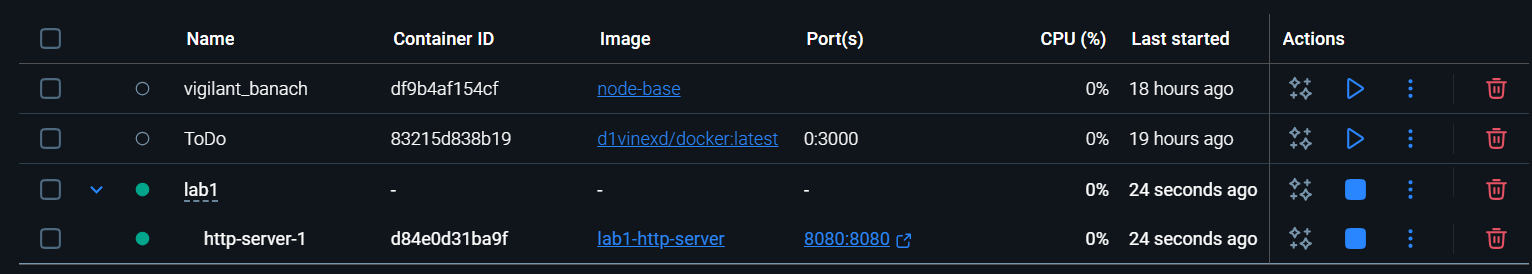 Name Container ID Image Port(s) CPU (%) Last started Actions
vigilant_banach df9b4af154cf node-base 0% 18 hours ago
ToDo 83215d838b19 d1vinexd/docker:latest 0:3000 0% 19 hours ago
lab1 - - - 0% 24 seconds ago
http-server-1 d84e0d31ba9f lab1-http-server 8080:8080 0% 24 seconds ago